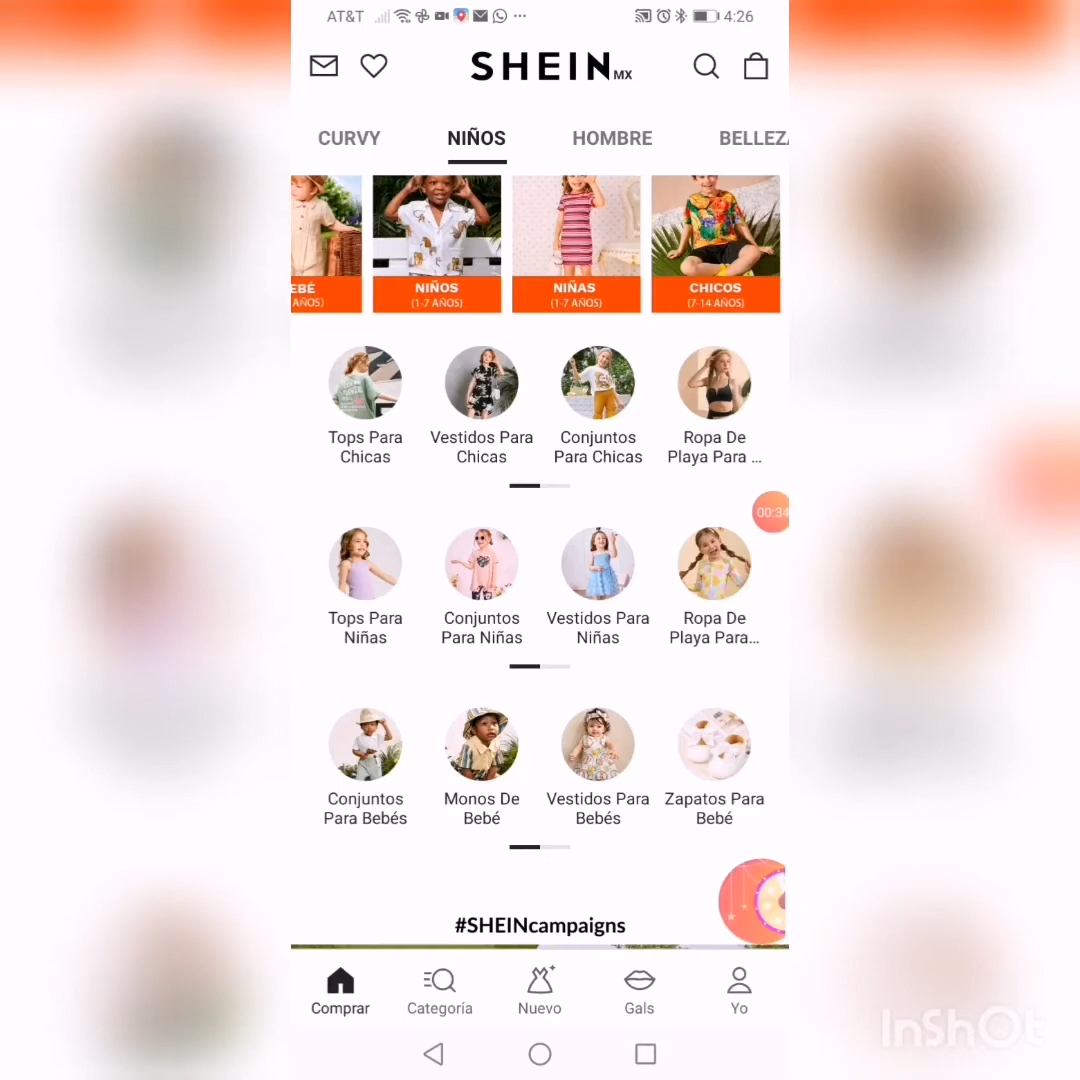 AT&T 4:26
SHEIN MX
CURVY NIÑOS HOMBRE BELLEZA
EBÉ NIÑOS NIÑAS CHICOS
AÑOS) (1-7 AÑOS) (1-7 AÑOS) (7-14 AÑOS)
Tops Para Vestidos Para Conjuntos Ropa De
Chicas Chicas Para Chicas Playa Para ...
00:34
Tops Para Conjuntos Vestidos Para Ropa De
Niñas Para Niñas Niñas Playa Para...
Conjuntos Monos De Vestidos Para Zapatos Para
Para Bebés Bebé Bebés Bebé
#SHEINcampaigns
Comprar Categoría Nuevo Gals Yo
InShOt